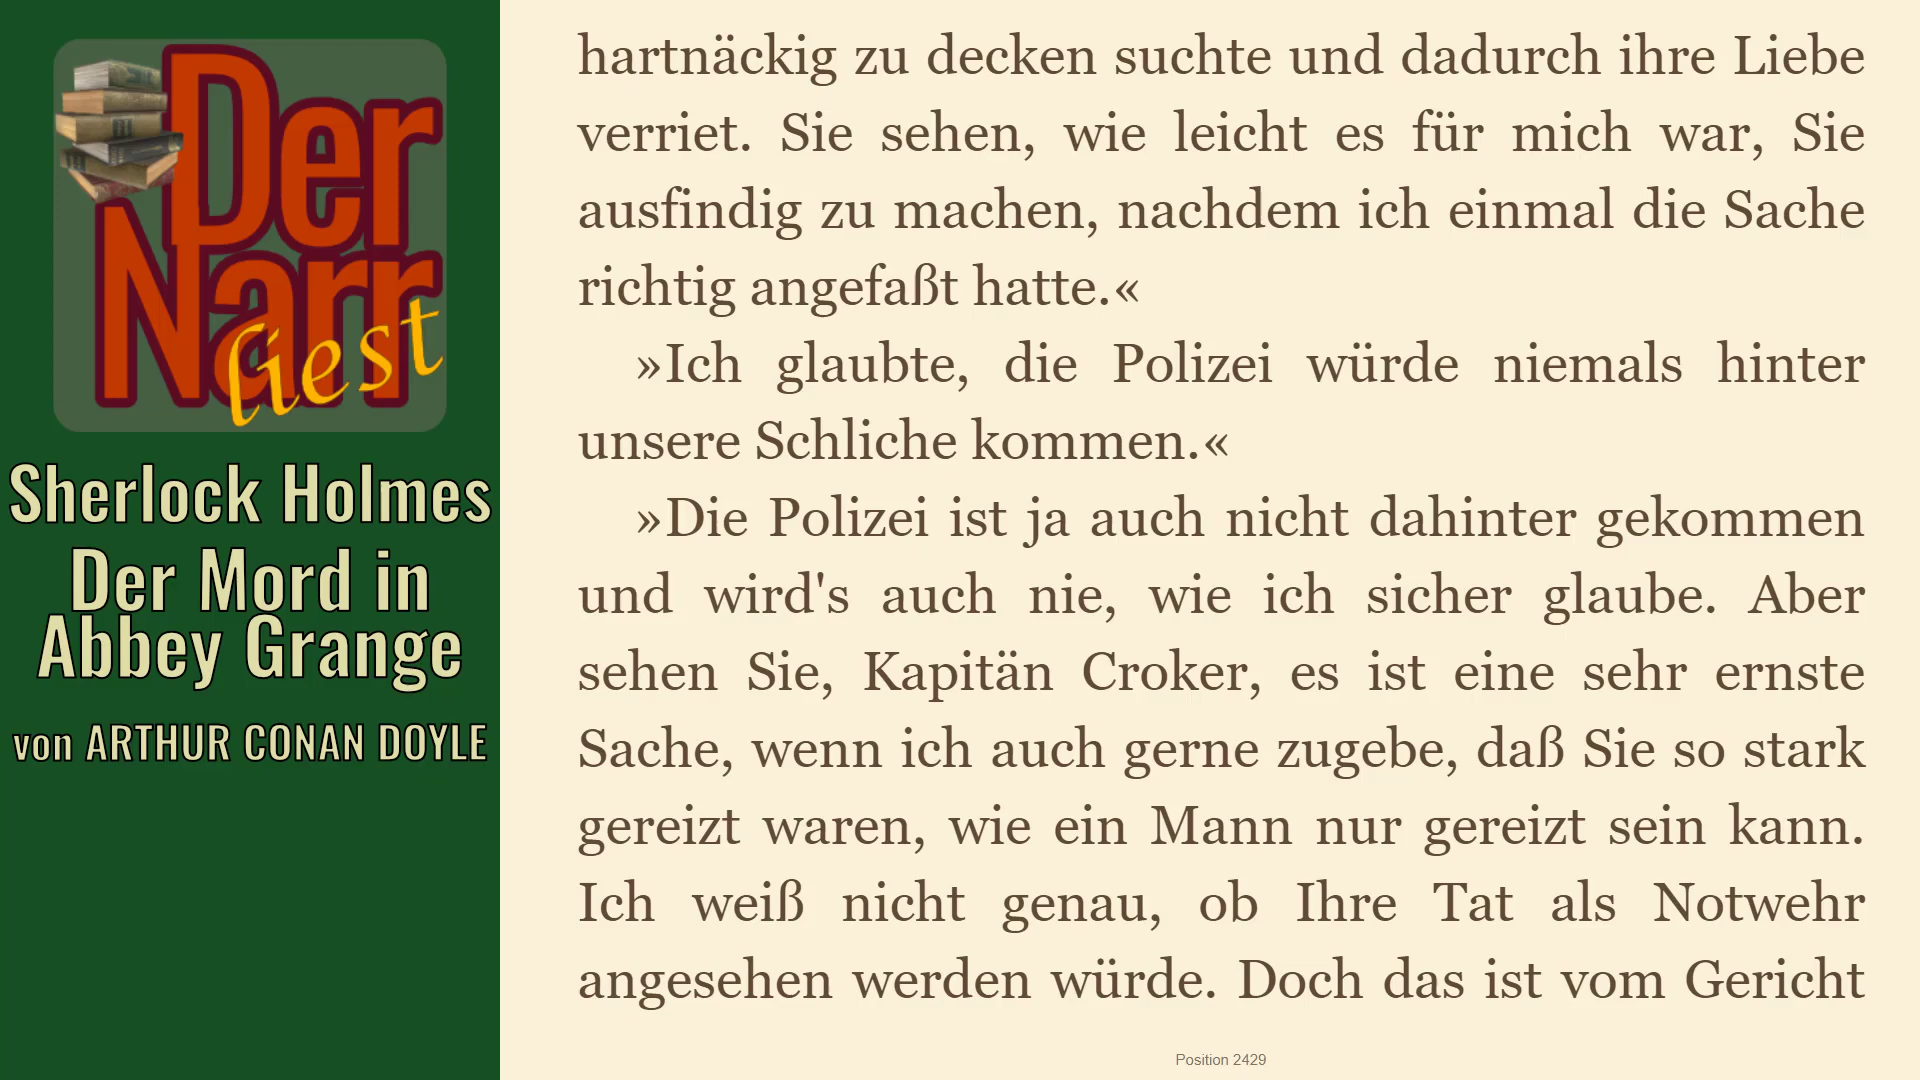 Der
Narr
liest
Sherlock Holmes
Der Mord in
Abbey Grange
von ARTHUR CONAN DOYLE
hartnäckig zu decken suchte und dadurch ihre Liebe
verriet. Sie sehen, wie leicht es für mich war, Sie
ausfindig zu machen, nachdem ich einmal die Sache
richtig angefaßt hatte.«
»Ich glaubte, die Polizei würde niemals hinter
unsere Schliche kommen.«
»Die Polizei ist ja auch nicht dahinter gekommen
und wird's auch nie, wie ich sicher glaube. Aber
sehen Sie, Kapitän Croker, es ist eine sehr ernste
Sache, wenn ich auch gerne zugebe, daß Sie so stark
gereizt waren, wie ein Mann nur gereizt sein kann.
Ich weiß nicht genau, ob Ihre Tat als Notwehr
angesehen werden würde. Doch das ist vom Gericht
Position 2429